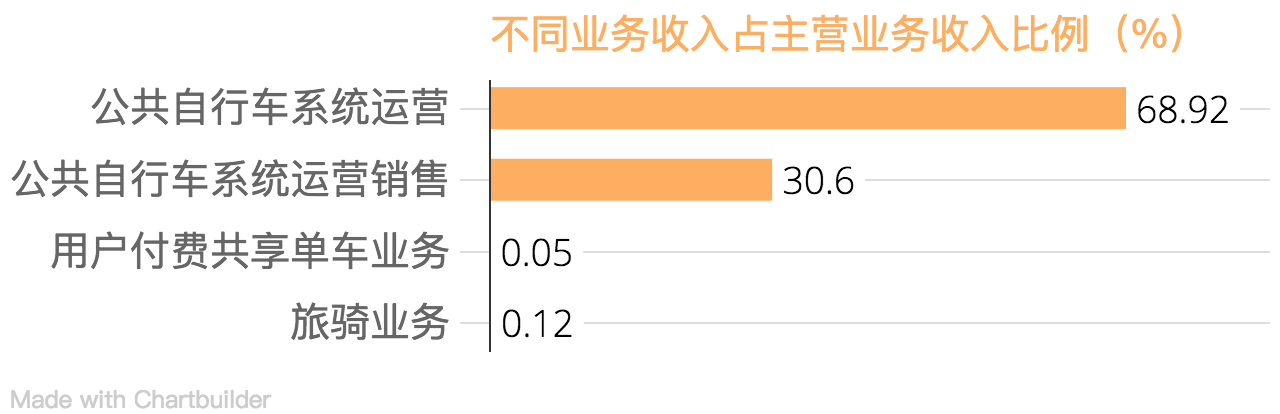 不同业务收入占主营业务收入比例（%）
公共自行车系统运营 68.92
公共自行车系统运营销售 30.6
用户付费共享单车业务 0.05
旅骑业务 0.12
Made with Chartbuilder